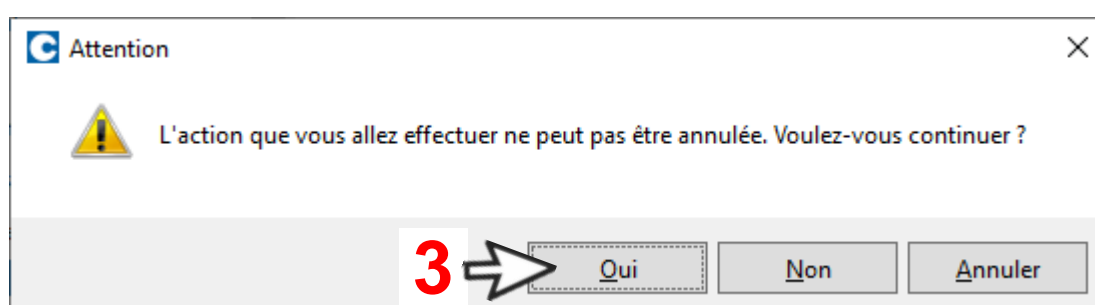 C Attention
L'action que vous allez effectuer ne peut pas être annulée. Voulez-vous continuer ?
3 Oui Non Annuler